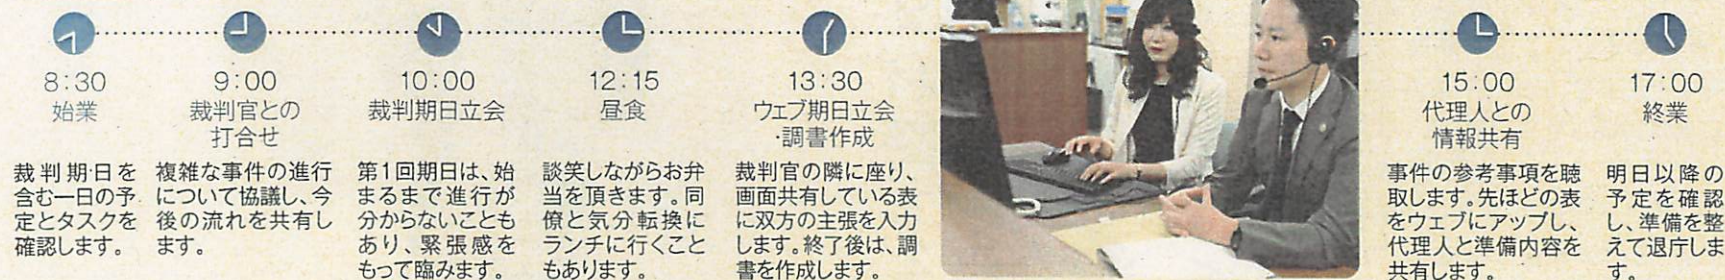 8:30
始業
裁判期日を
含む一日の予
定とタスクを
確認します。
9:00
裁判官との
打合せ
複雑な事件の進行
について協議し、今
後の流れを共有し
ます。
10:00
裁判期日立会
第1回期日は、始
まるまで進行が
分からないことも
あり、緊張感を
もって臨みます。
12:15
昼食
談笑しながらお弁
当を頂きます。同
僚と気分転換に
ランチに行くこと
もあります。
13:30
ウェブ期日立会
・調書作成
裁判官の隣に座り、
画面共有している表
に双方の主張を入力
します。終了後は、調
書を作成します。
15:00
代理人との
情報共有
事件の参考事項を聴
取します。先ほどの表
をウェブにアップし、
代理人と準備内容を
共有します。
17:00
終業
明日以降の
予定を確認
し、準備を整
えて退庁しま
す。